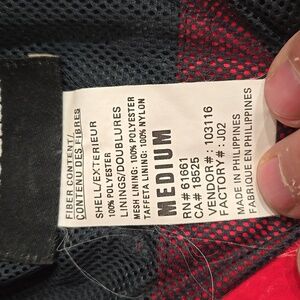 FIBER CONTENT/
CONTENU DES FIBRES
SHELL/EXTERIEUR
100% POLYESTER
LININGS/DOUBLURES
MESH LINING: 100% POLYESTER
TAFFETA LINING: 100% NYLON
MEDIUM
RN# 61661
CA# 18525
VENDOR#: 103116
FACTORY#: J02
MADE IN PHILIPPINES
FABRIQUE EN PHILIPPINES